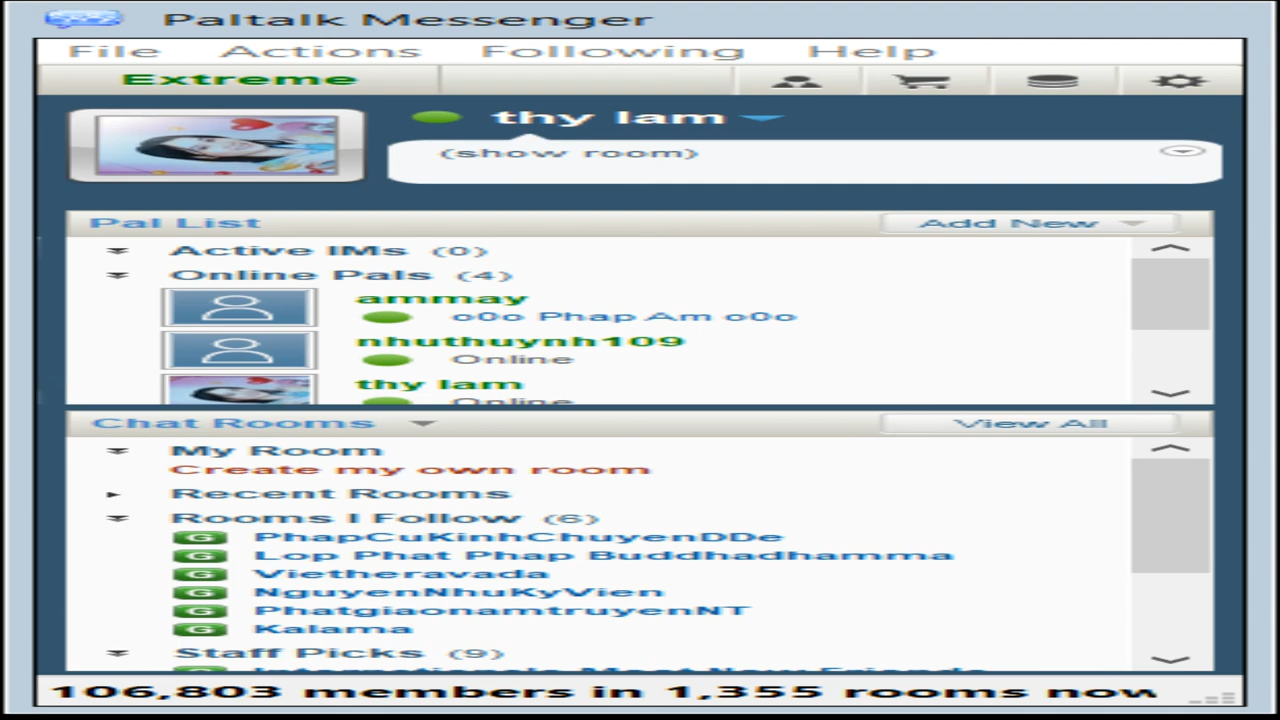 Paltalk Messenger
File Actions Following Help
Extreme
thy lam
(show room)
Pal List Add New
Active IMs (0)
Online Pals (4)
ammay
o0o Phap Am o0o
nhuthuynh109
Online
thy lam
Online
Chat Rooms View All
My Room
Create my own room
Recent Rooms
Rooms I Follow (6)
G PhapCuKinhChuyenDDe
G Lop Phat Phap Buddhadhamma
G Vietheravada
G NguyenNhuKyVien
G PhatgiaonamtruyenNT
G Kalama
Staff Picks (9)
106,803 members in 1,355 rooms now